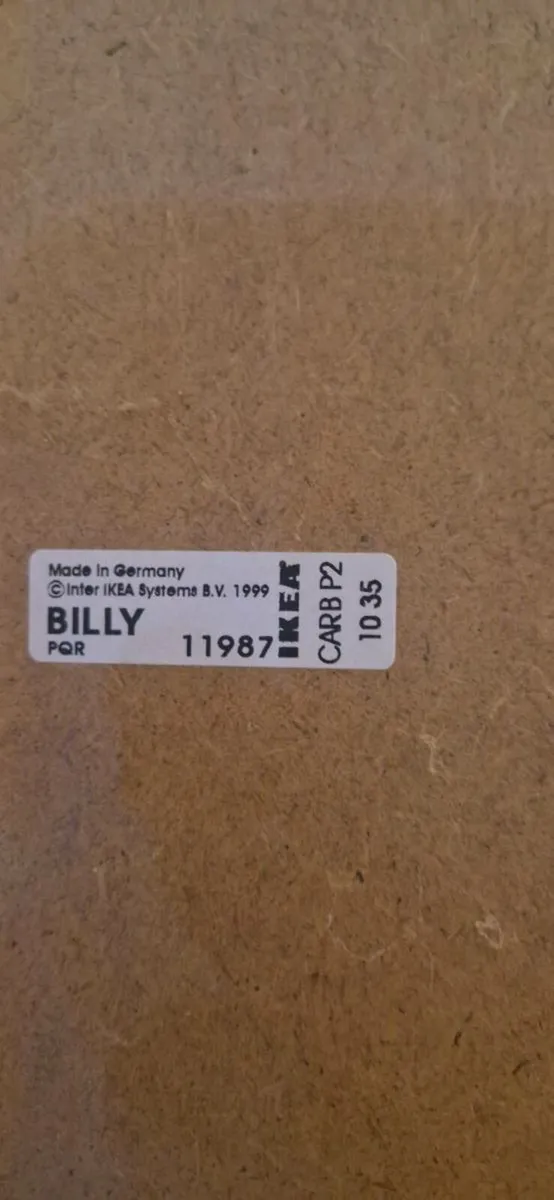 Made in Germany
©Inter IKEA Systems B.V. 1999
BILLY
PQR
11987
IKEA
CARB P2
10 35